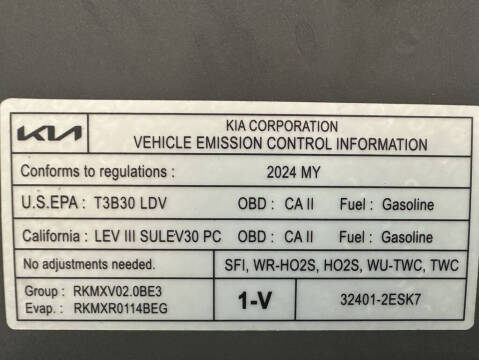 KIA KIA CORPORATION
VEHICLE EMISSION CONTROL INFORMATION
Conforms to regulations : 2024 MY
U.S.EPA : T3B30 LDV OBD : CA II Fuel : Gasoline
California : LEV III SULEV30 PC OBD : CA II Fuel : Gasoline
No adjustments needed. SFI, WR-HO2S, HO2S, WU-TWC, TWC
Group : RKMXV02.0BE3 1-V 32401-2ESK7
Evap. : RKMXR0114BEG